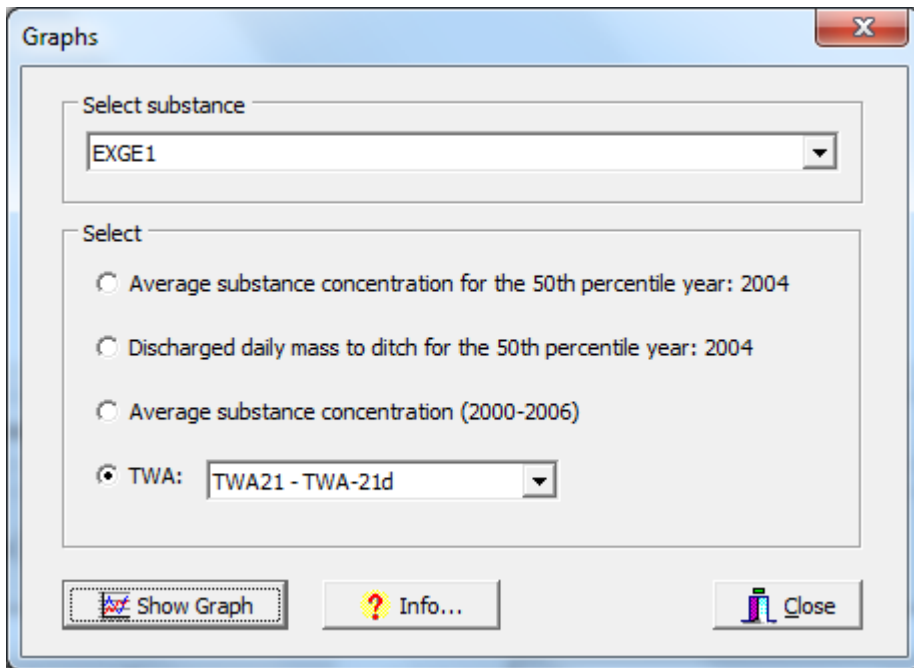 Graphs
Select substance
EXGE1
Select
Average substance concentration for the 50th percentile year: 2004
Discharged daily mass to ditch for the 50th percentile year: 2004
Average substance concentration (2000-2006)
TWA: TWA21 - TWA-21d
Show Graph ? Info... Close